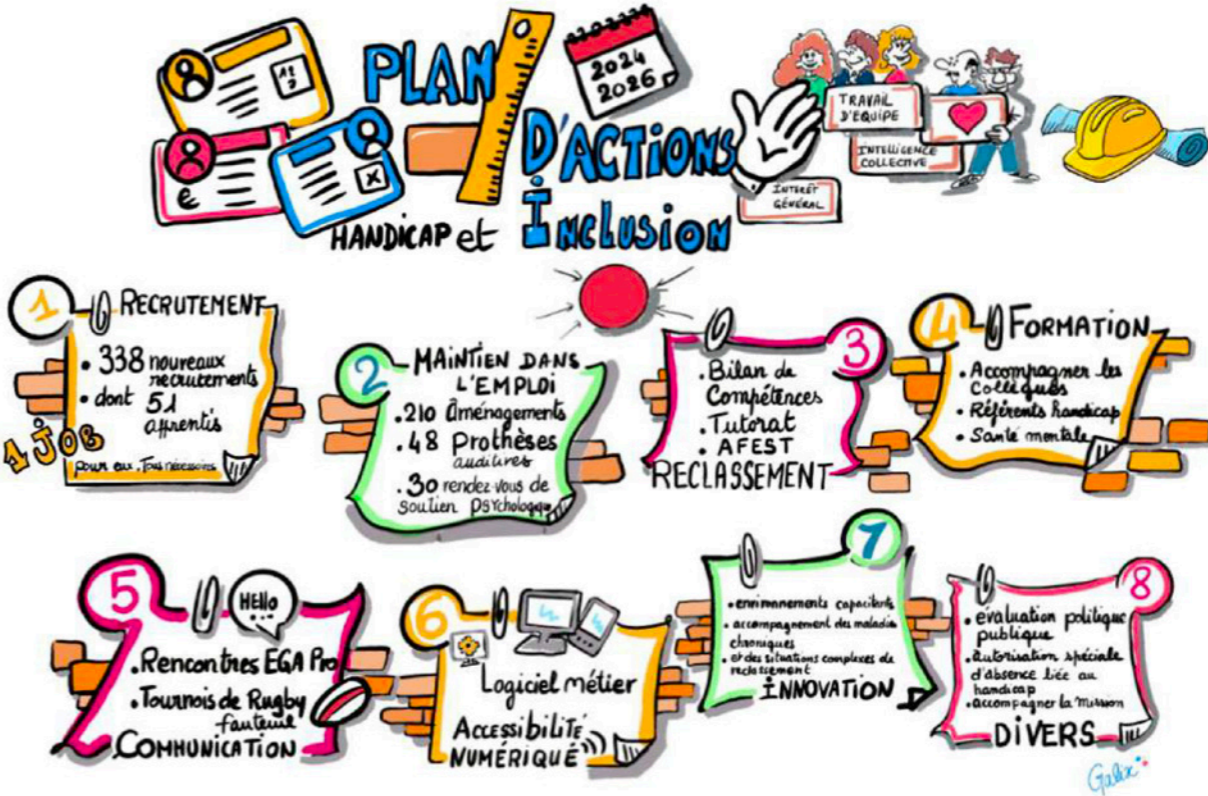 PLAN
D'ACTIONS
HANDICAP et INCLUSION
2024
2026
TRAVAIL
D'EQUIPE
INTELLIGENCE
COLLECTIVE
INTERÊT
GÉNÉRAL
1 RECRUTEMENT
• 338 nouveaux
recrutements
• dont 51
apprentis
1 JOB
pour eux, Tous nécessaires
2 MAINTIEN DANS
L'EMPLOI
• 210 aménagements
• 48 Prothèses
auditives
• 30 rendez-vous de
soutien psychologique
3
• Bilan de
Compétences
• Tutorat
• AFEST
RECLASSEMENT
4 FORMATION
• Accompagner les
Collègues
• Référents handicap
• Santé mentale
5
HELLO
• Rencontres EGA Pro
• Tournois de Rugby
fauteuil
COMMUNICATION
6
Logiciel métier
ACCESSIBILITÉ
NUMÉRIQUE
7
• environnements capacitants
• accompagnement des maladies
chroniques
• et des situations complexes de
reclassement
INNOVATION
8
• évaluation politique
publique
• autorisation spéciale
d'absence liée au
handicap
• accompagner la mission
DIVERS
Galix